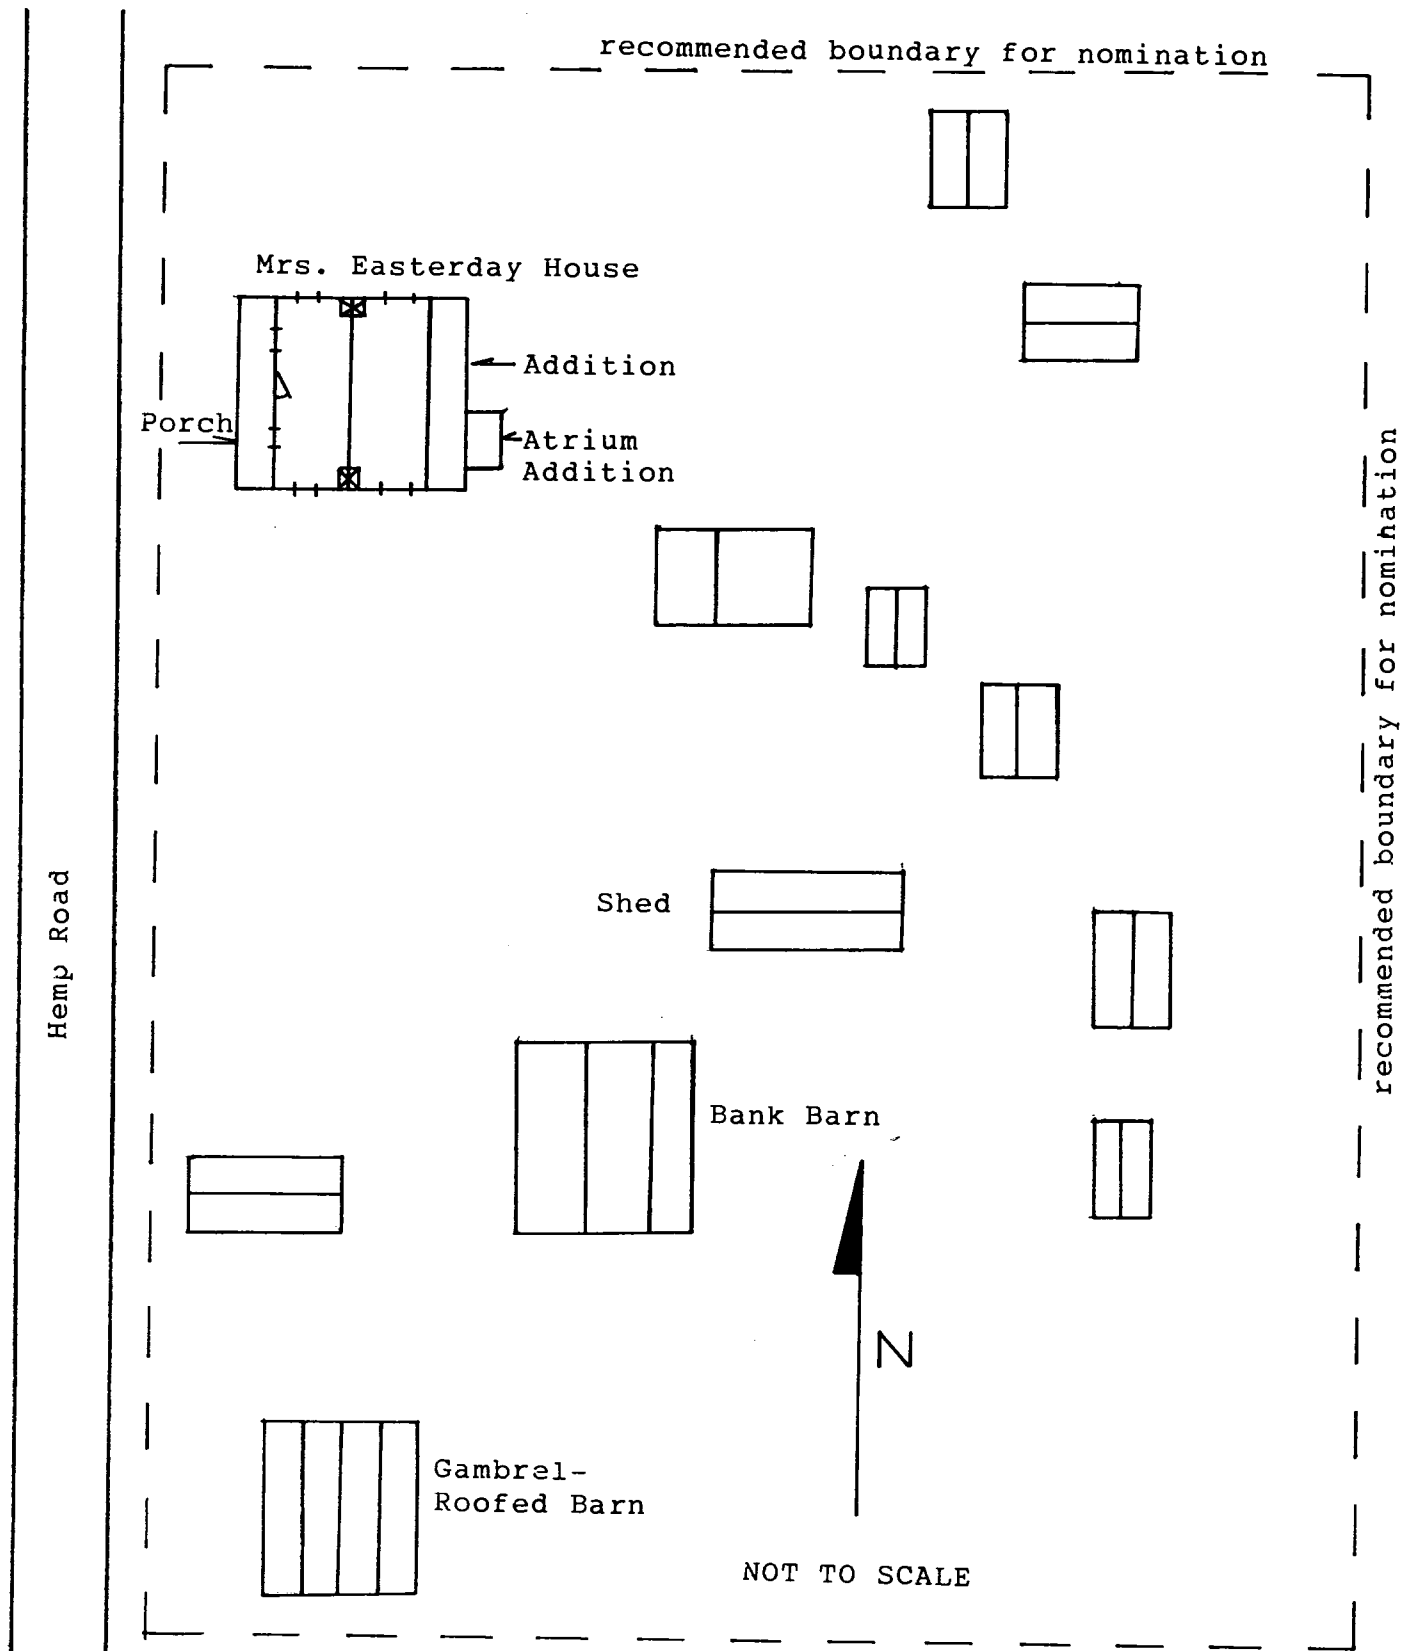 recommended boundary for nomination
Mrs. Easterday House
Addition
Porch
Atrium
Addition
recommended boundary for nomination
Shed
Hemp Road
Bank Barn
N
Gambrel-
Roofed Barn
NOT TO SCALE